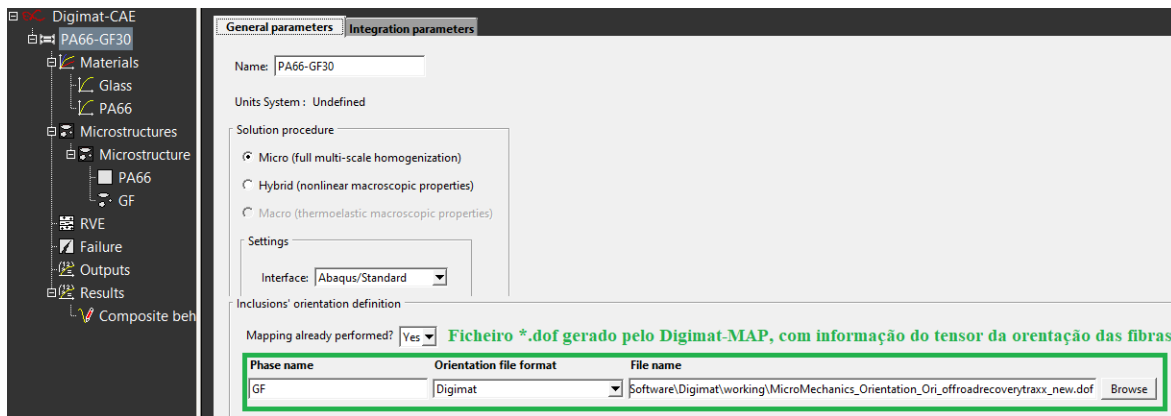 Digimat-CAE
PA66-GF30
Materials
Glass
PA66
Microstructures
Microstructure
PA66
GF
RVE
Failure
Outputs
Results
Composite beh
General parameters
Integration parameters
Name: PA66-GF30
Units System : Undefined
Solution procedure
Micro (full multi-scale homogenization)
Hybrid (nonlinear macroscopic properties)
Macro (thermoelastic macroscopic properties)
Settings
Interface: Abaqus/Standard
Inclusions' orientation definition
Mapping already performed? Yes Ficheiro *.dof gerado pelo Digimat-MAP, com informação do tensor da orentação das fibras
Phase name Orientation file format File name
GF Digimat Software\Digimat\working\MicroMechanics_Orientation_Ori_offroadrecoverytraxx_new.dof Browse